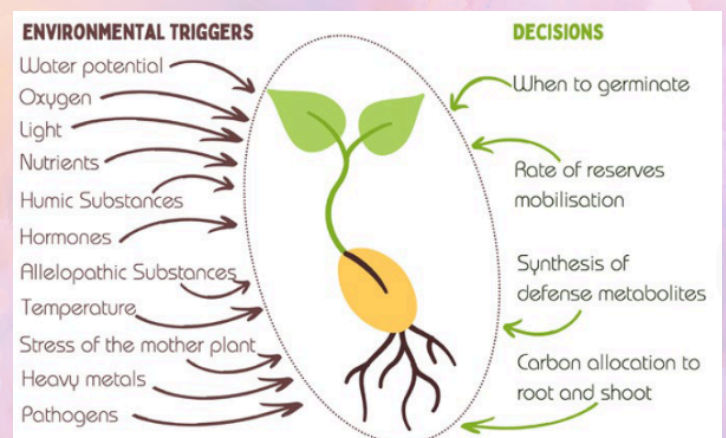 ENVIRONMENTAL TRIGGERS
Water potential
Oxygen
Light
Nutrients
Humic Substances
Hormones
Allelopathic Substances
Temperature
Stress of the mother plant
Heavy metals
Pathogens
DECISIONS
When to germinate
Rate of reserves
mobilisation
Synthesis of
defense metabolites
Carbon allocation to
root and shoot